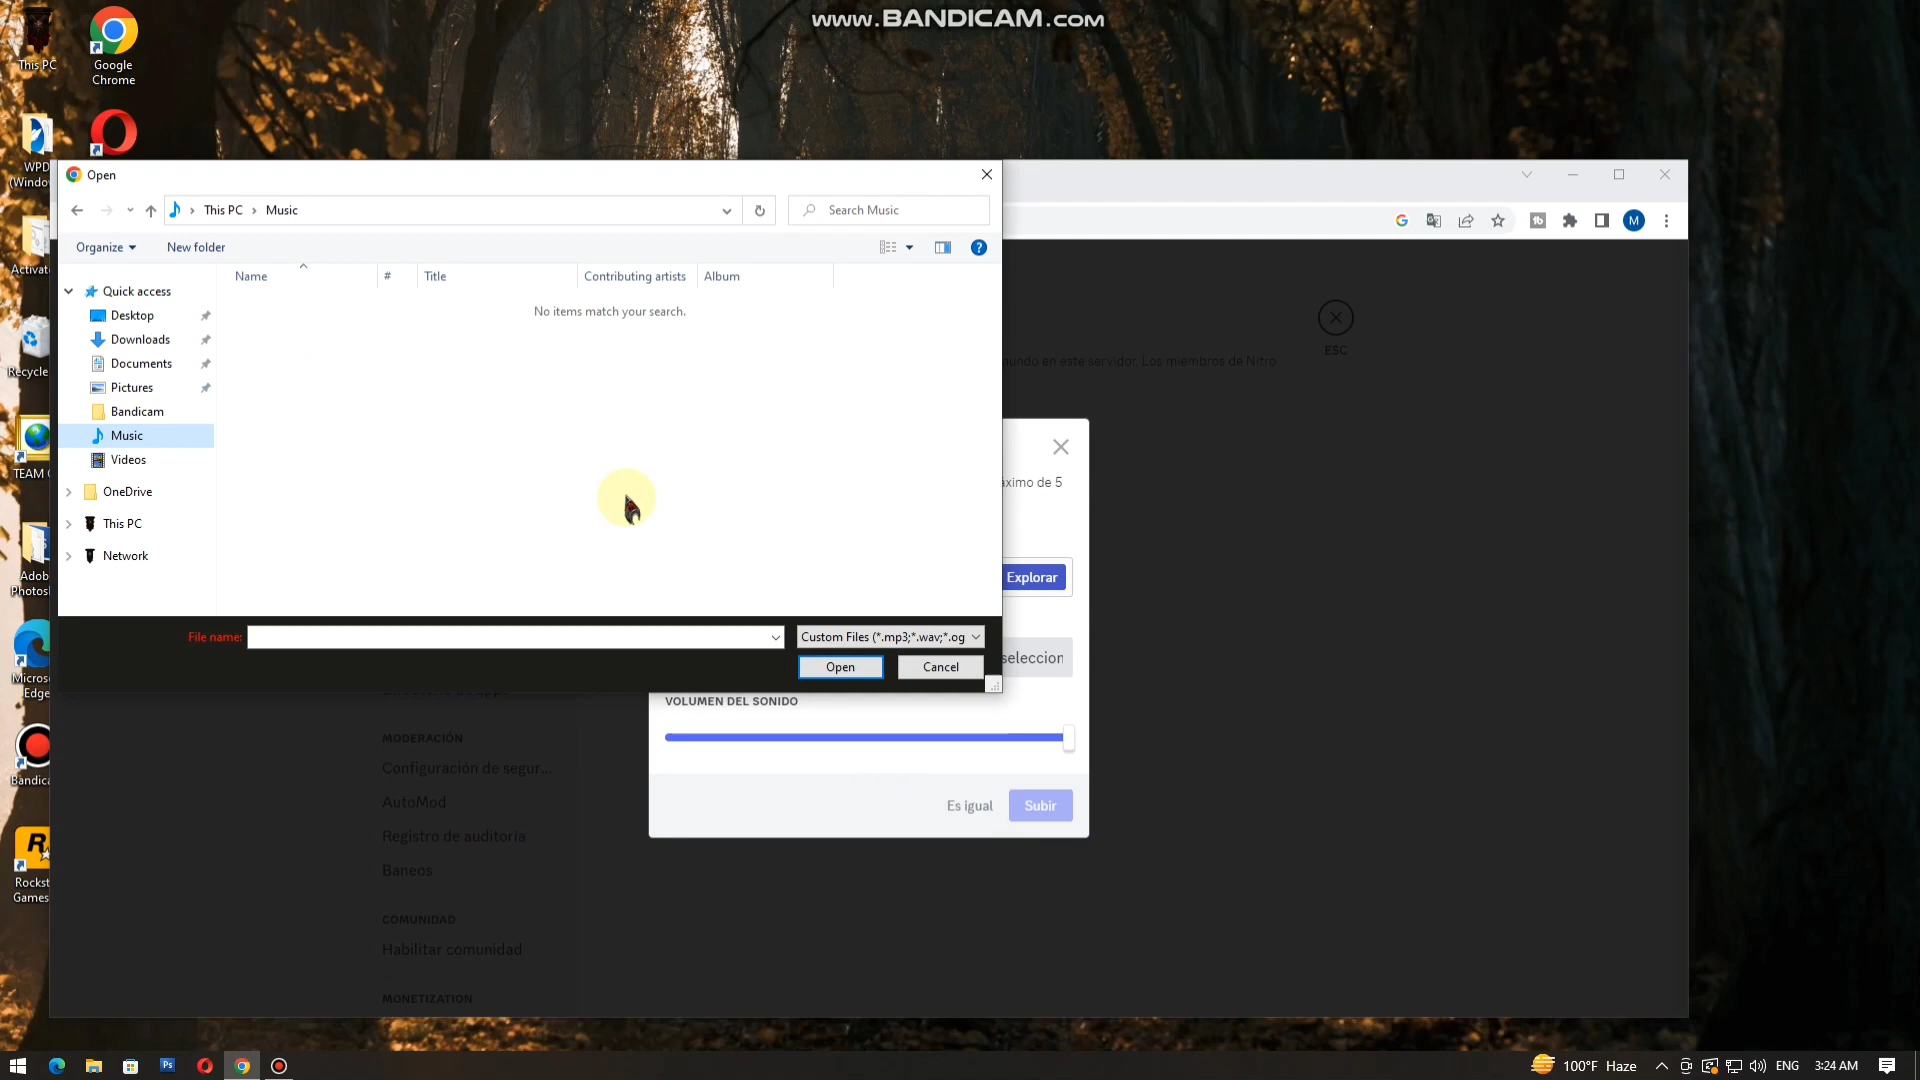 www.BANDICAM.com
This PC
Google
Chrome
WPD
(Windo
Activat
Recycle
TEAM
Adob
Photos
Micros
Edge
Bandica
Rockst
Games
Open
This PC
Music
Search Music
Organize
New folder
Name
#
Title
Contributing artists
Album
No items match your search.
Quick access
Desktop
Downloads
Documents
Pictures
Bandicam
Music
Videos
OneDrive
This PC
Network
File name:
Custom Files (*.mp3;*.wav;*.og
Open
Cancel
M
ESC
mundo en este servidor. Los miembros de Nitro
áximo de 5
Explorar
seleccion
VOLUMEN DEL SONIDO
Es igual
Subir
MODERACIÓN
Configuración de segur...
AutoMod
Registro de auditoría
Baneos
COMUNIDAD
Habilitar comunidad
MONETIZATION
Ps
100°F Haze
ENG
3:24 AM